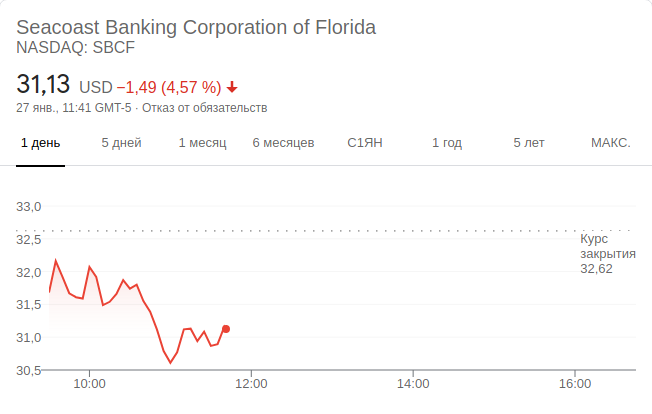 Seacoast Banking Corporation of Florida
NASDAQ: SBCF
31,13 USD −1,49 (4,57 %)
27 янв., 11:41 GMT-5 · Отказ от обязательств
1 день 5 дней 1 месяц 6 месяцев С1ЯН 1 год 5 лет МАКС.
33,0
32,5
Курс
закрытия
32,62
32,0
31,5
31,0
30,5
10:00 12:00 14:00 16:00